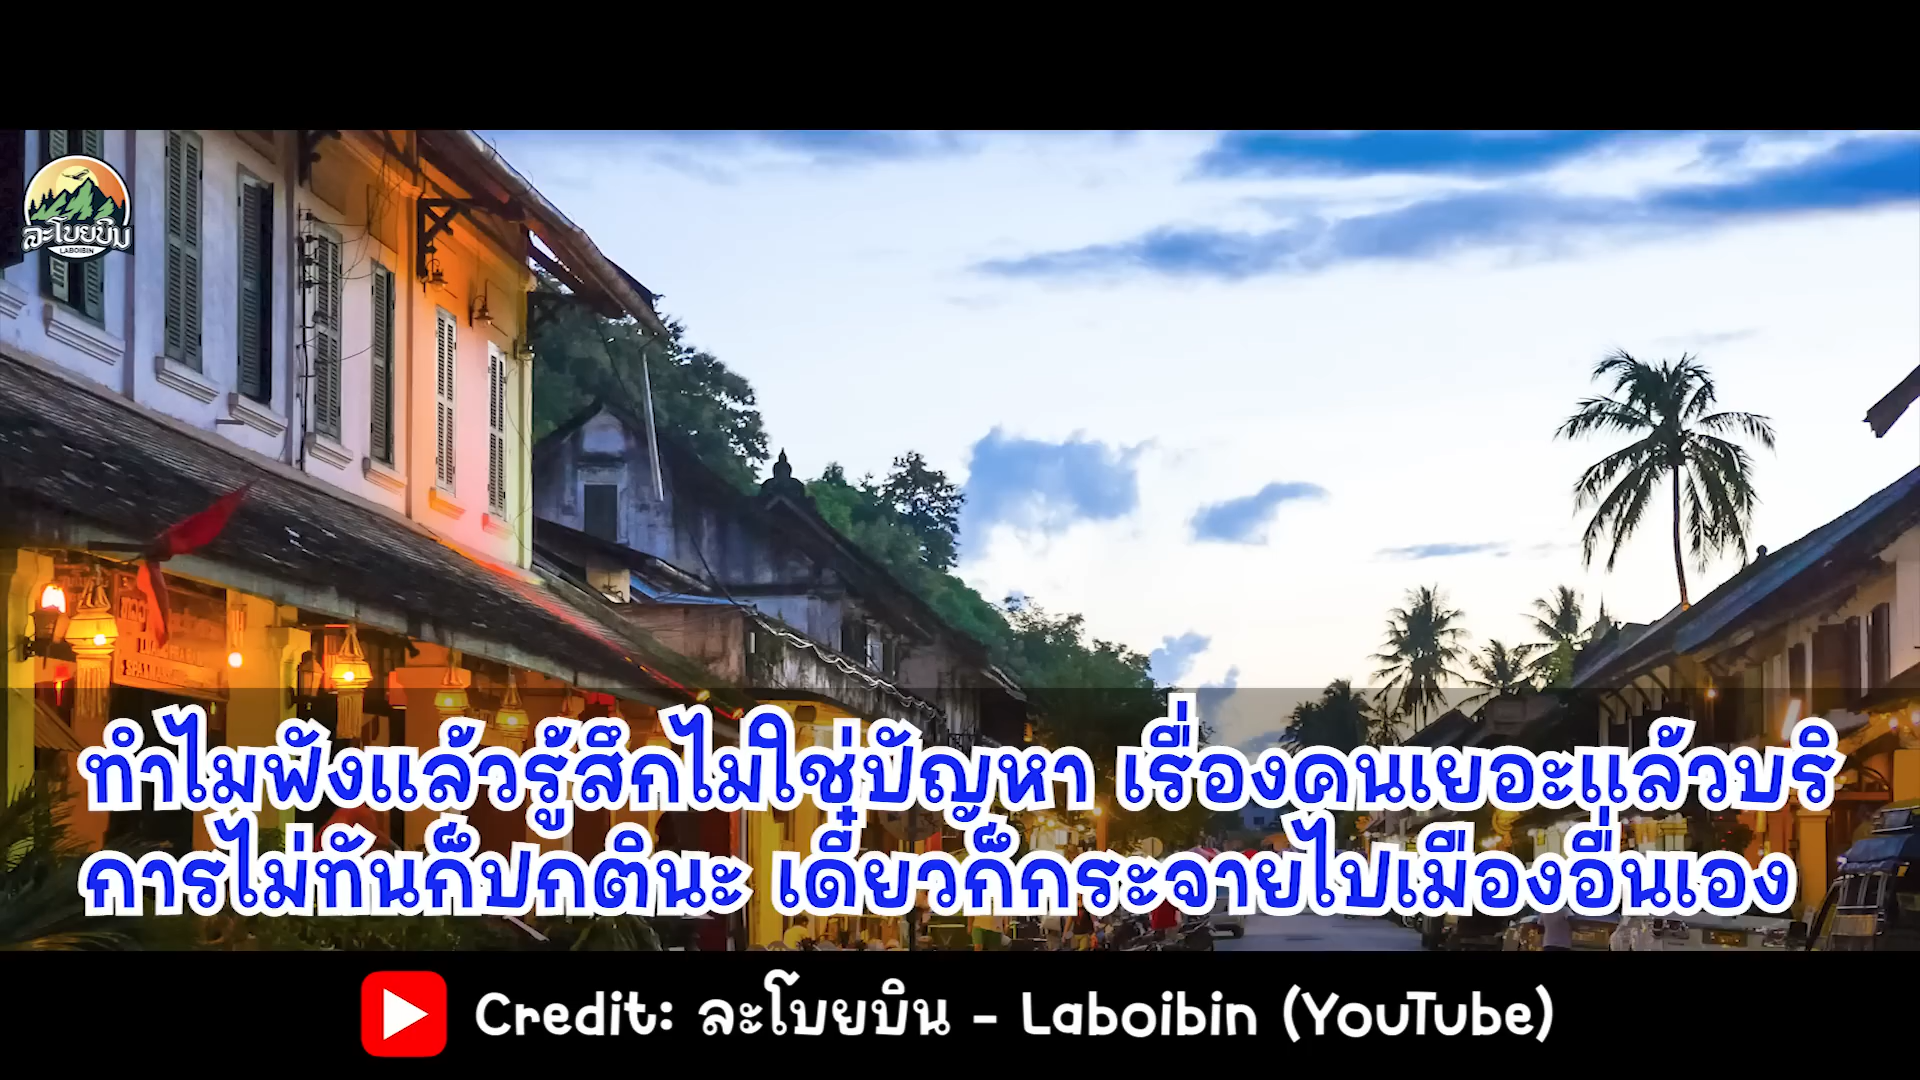 ละโบยบิน
LABOIBIN
ทำไมฟังแล้วรู้สึกไม่ใช่ปัญหา เรื่องคนเยอะแล้วบริ
การไม่ทันก็ปกตินะ เดี๋ยวก็กระจายไปเมืองอื่นเอง
Credit: ละโบยบิน - Laboibin (YouTube)